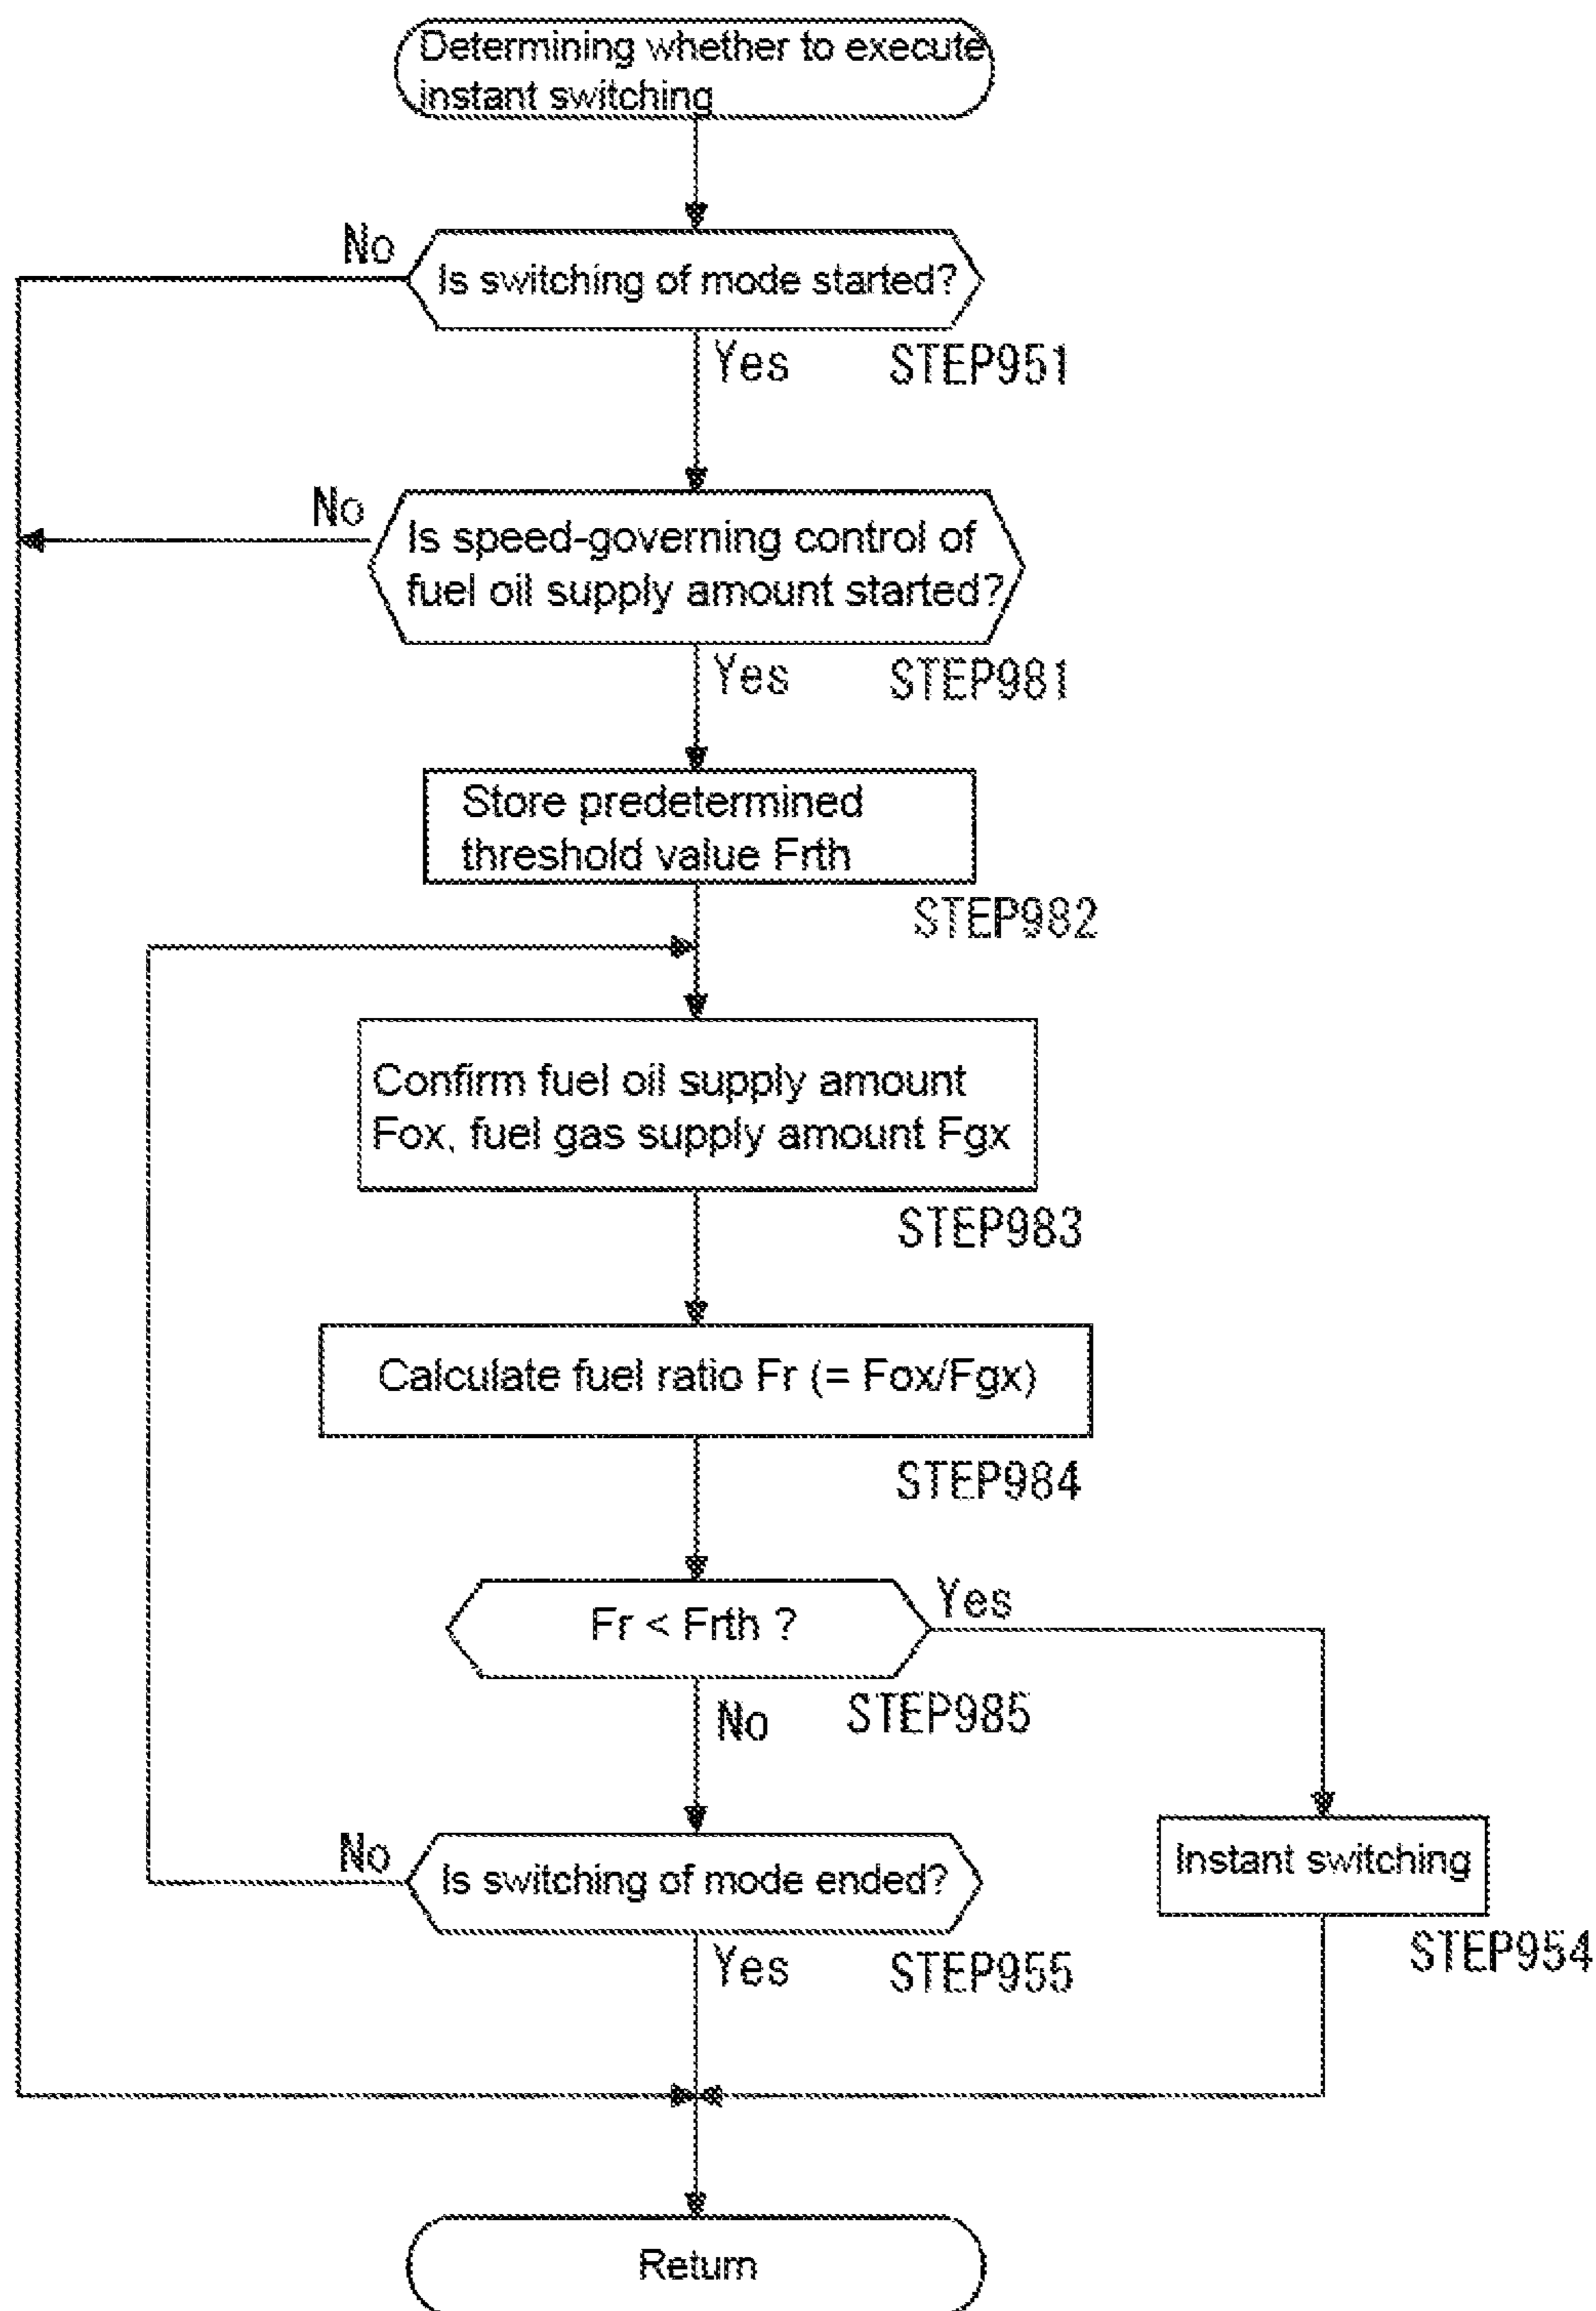 Determining whether to execute
instant switching
No
Is switching of mode started?
Yes
STEP951
No
Is speed-governing control of
fuel oil supply amount started?
Yes
STEP981
Store predetermined
threshold value Frth
STEP982
Confirm fuel oil supply amount
Fox, fuel gas supply amount Fgx
STEP983
Calculate fuel ratio Fr (= Fox/Fgx)
STEP984
Fr < Frth ?
Yes
No
STEP985
No
Is switching of mode ended?
Instant switching
Yes
STEP955
STEP954
Return